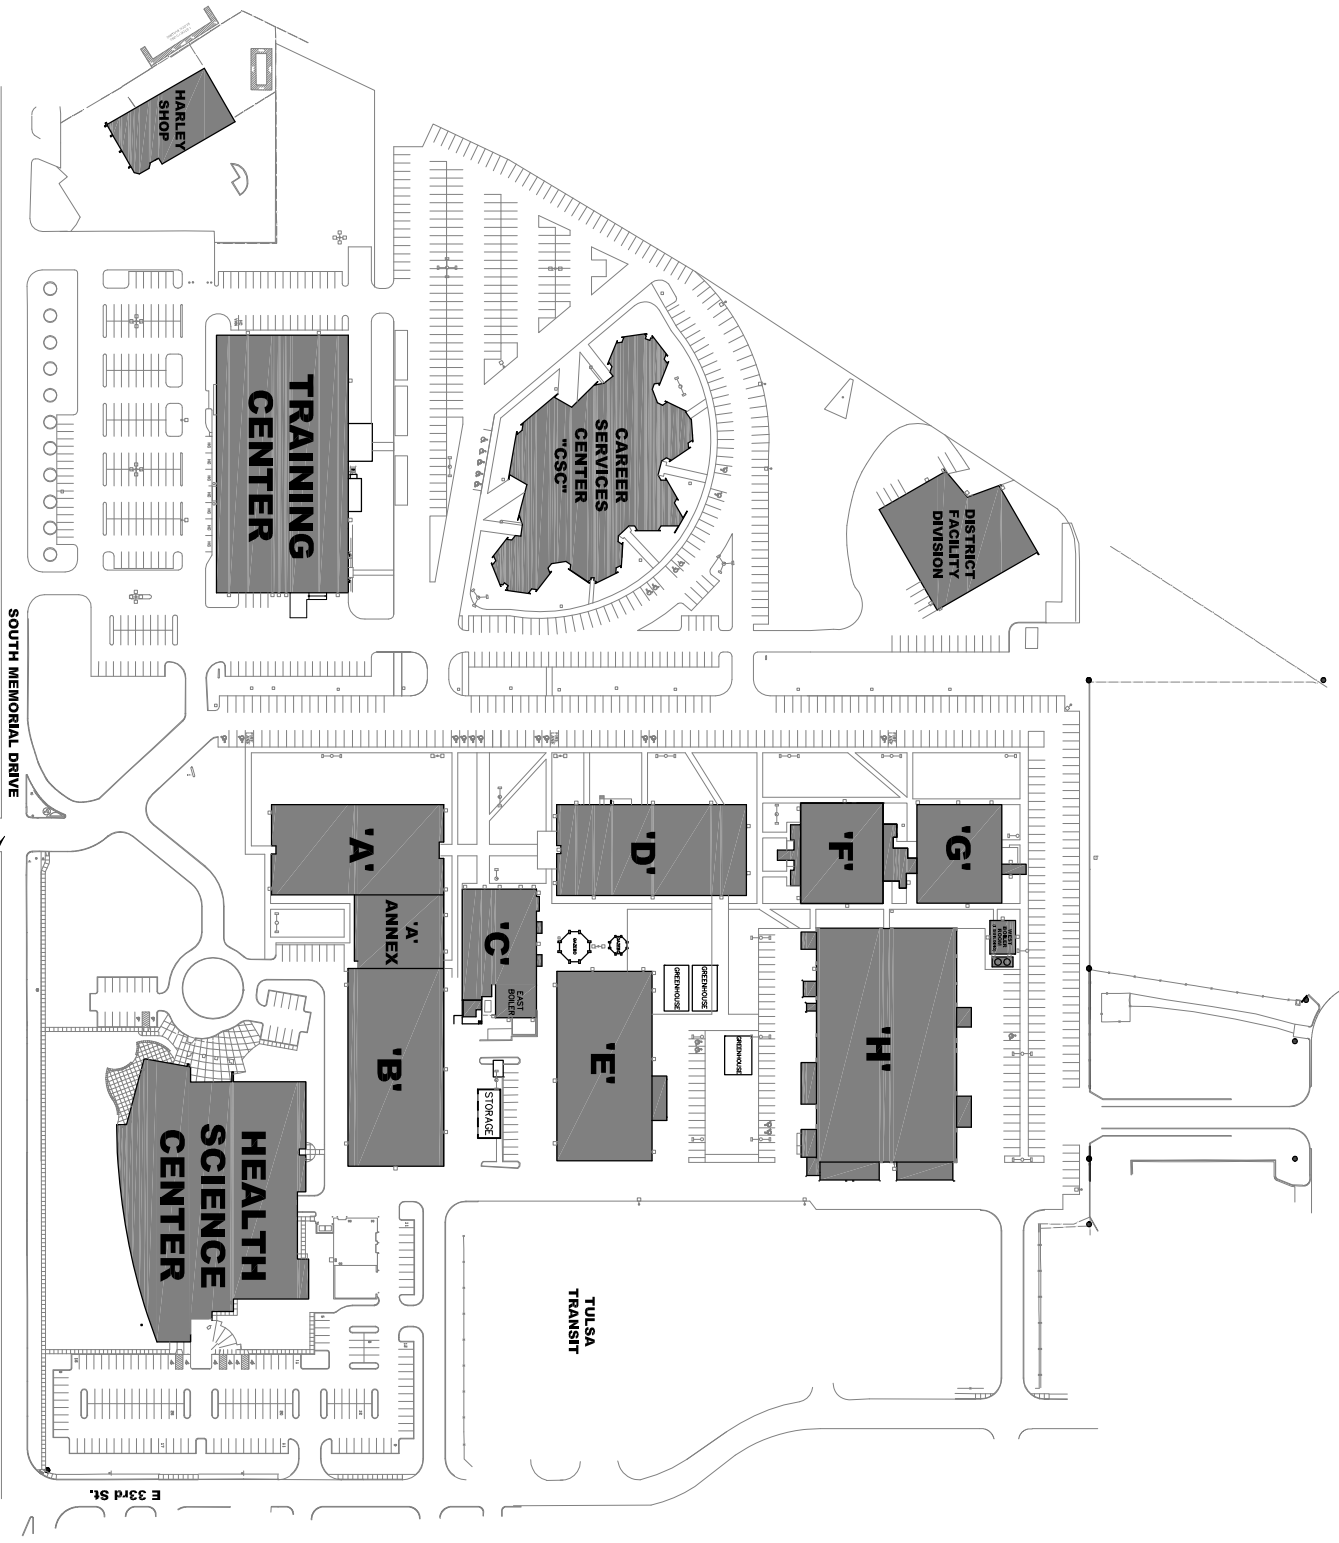 HARLEY
SHOP
TRAINING
CENTER
CAREER
SERVICES
CENTER
"CSC"
DISTRICT
FACILITY
DIVISION
SOUTH MEMORIAL DRIVE
'A'
'D'
'F'
'G'
'A'
ANNEX
'C'
EAST
BOILER
GREENHOUSE
GREENHOUSE
GREENHOUSE
'B'
'E'
'H'
STORAGE
HEALTH
SCIENCE
CENTER
TULSA
TRANSIT
E 33rd St.